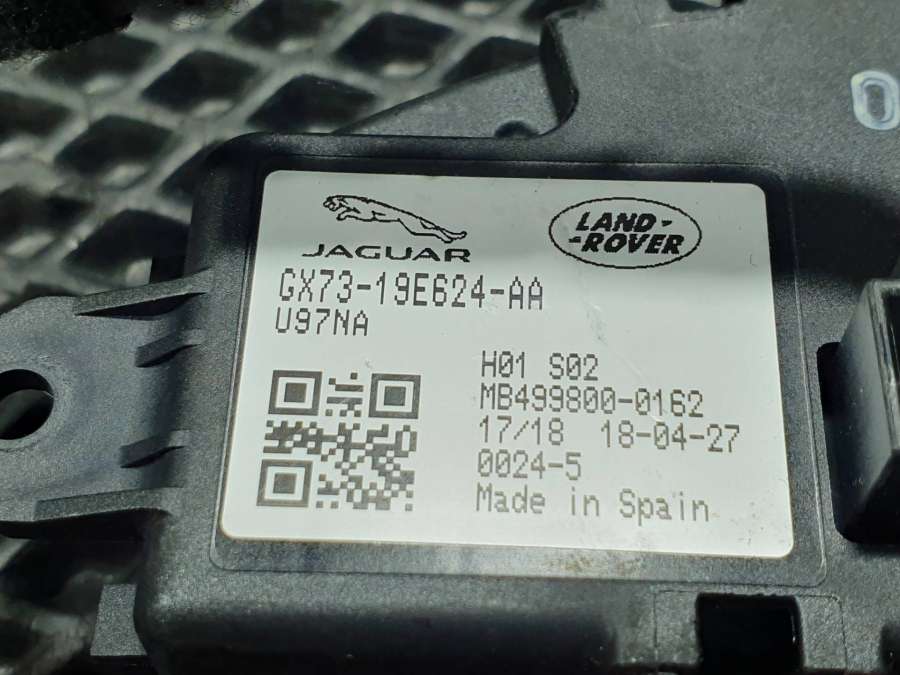 JAGUAR
LAND-
-ROVER
GX73-19E624-AA
U97NA
H01 S02
MB499800-0162
17/18 18-04-27
0024-5
Made in Spain
0